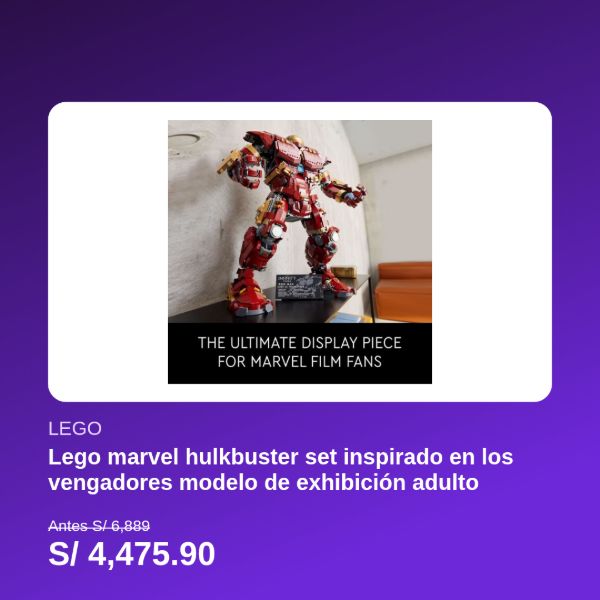 THE ULTIMATE DISPLAY PIECE
FOR MARVEL FILM FANS
LEGO
Lego marvel hulkbuster set inspirado en los
vengadores modelo de exhibición adulto
Antes S/ 6,889
S/ 4,475.90